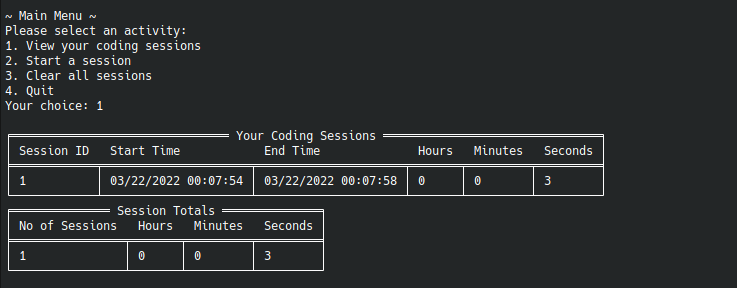 ~ Main Menu ~
Please select an activity:
1. View your coding sessions
2. Start a session
3. Clear all sessions
4. Quit
Your choice: 1
Your Coding Sessions
Session ID Start Time End Time Hours Minutes Seconds
1 03/22/2022 00:07:54 03/22/2022 00:07:58 0 0 3
Session Totals
No of Sessions Hours Minutes Seconds
1 0 0 3